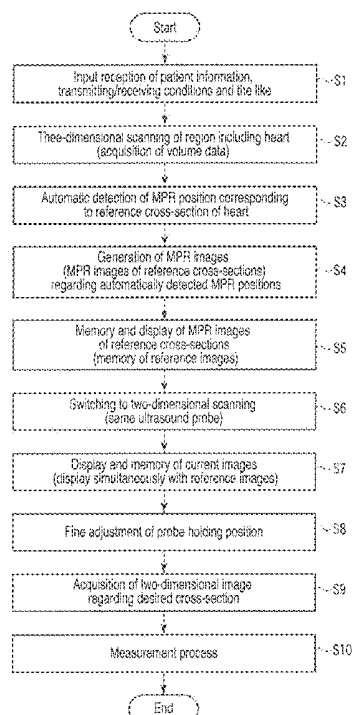 Start
Input reception of patient information,
transmitting/receiving conditions and the like
S1
Thee-dimensional scanning of region including heart
(acquisition of volume data)
S2
Automatic detection of MPR position corresponding
to reference cross-section of heart
S3
Generation of MPR images
(MPR images of reference cross-sections)
regarding automatically detected MPR positions
S4
Memory and display of MPR images
of reference cross-sections
(memory of reference images)
S5
Switching to two-dimensional scanning
(same ultrasound probe)
S6
Display and memory of current images
(display simultaneously with reference images)
S7
Fine adjustment of probe holding position
S8
Acquisition of two-dimensional image
regarding desired cross-section
S9
Measurement process
S10
End